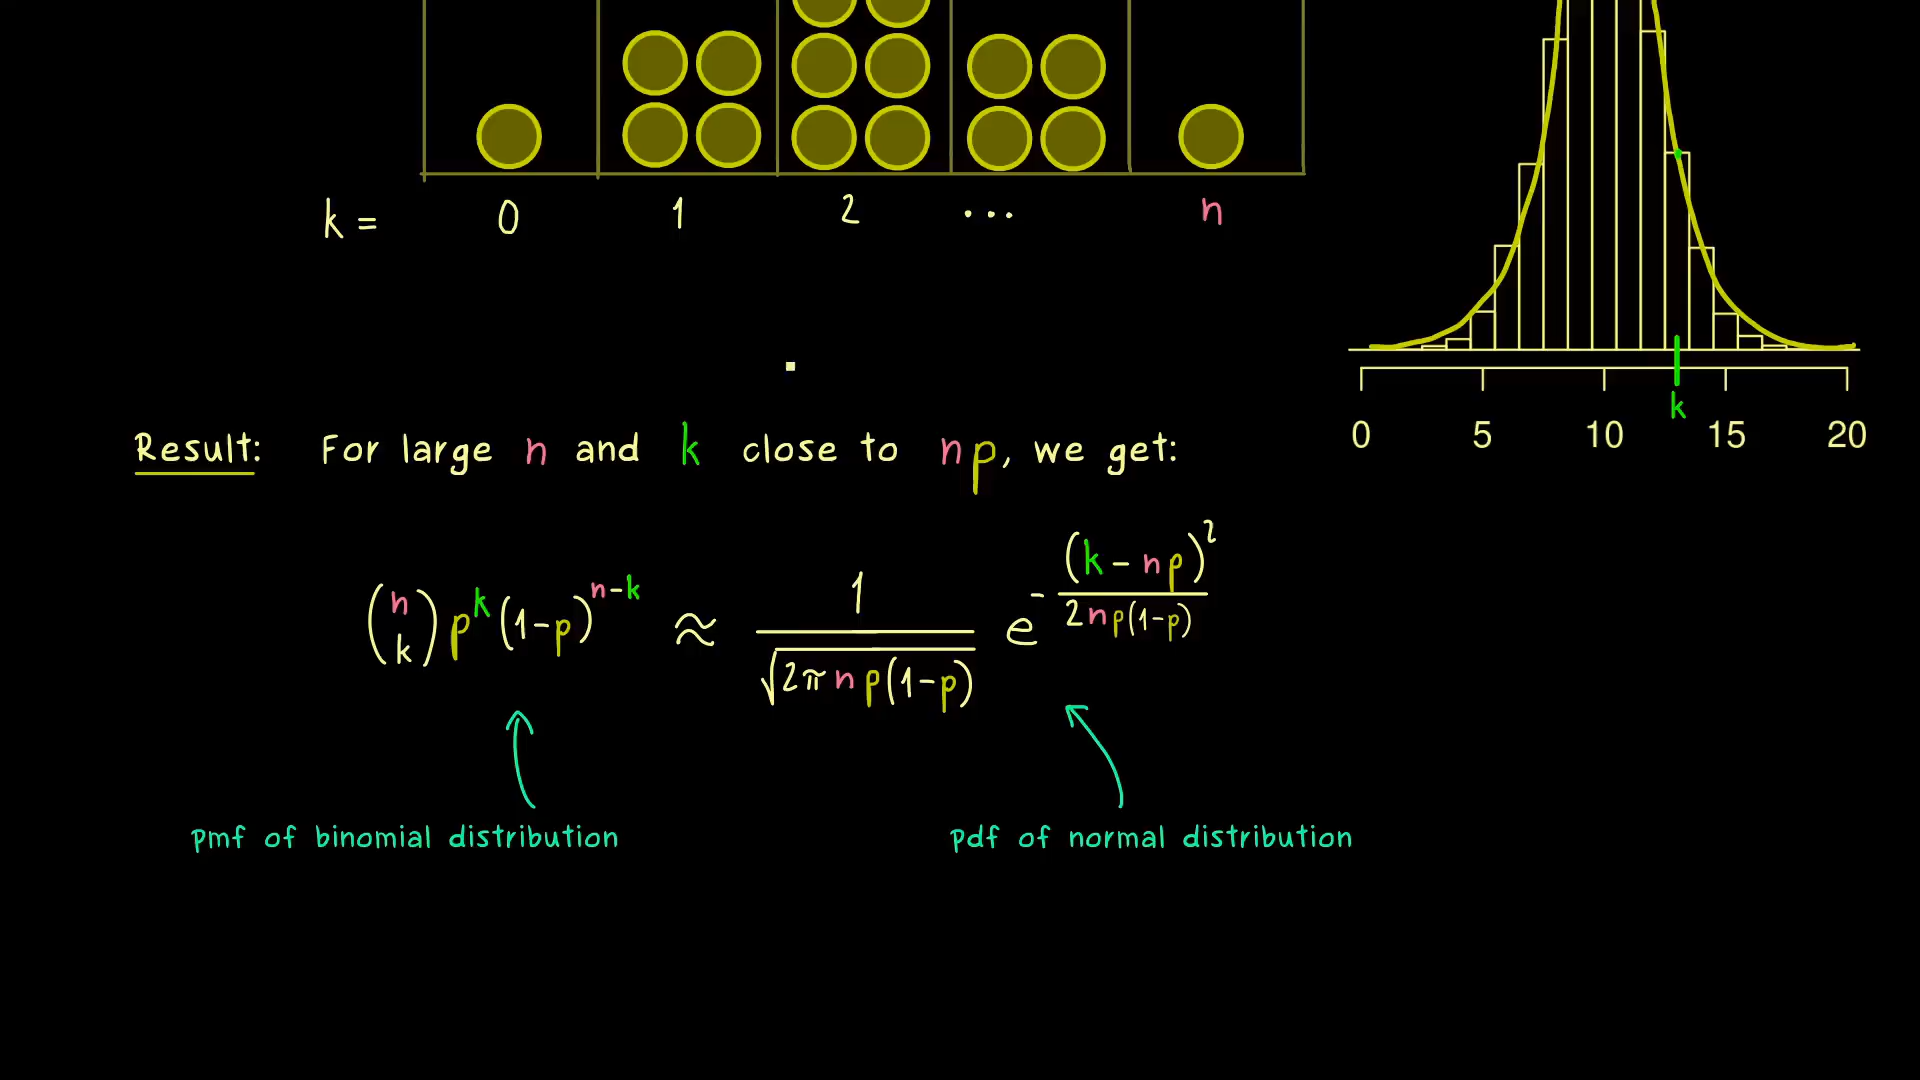 k = 0 1 2 ... n
k
0 5 10 15 20
Result: For large n and k close to np, we get:
(n k) p^k (1-p)^{n-k} ≈ 1/√(2πnp(1-p)) e^{-(k-np)²/(2np(1-p))}
pmf of binomial distribution
pdf of normal distribution